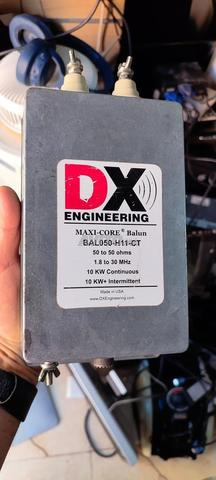 DX
ENGINEERING
MAXI-CORE® Balun
BAL050-H11-CT
50 to 50 ohms
1.8 to 30 MHz
10 KW Continuous
10 KW+ Intermittent
Made in USA
www.DXEngineering.com